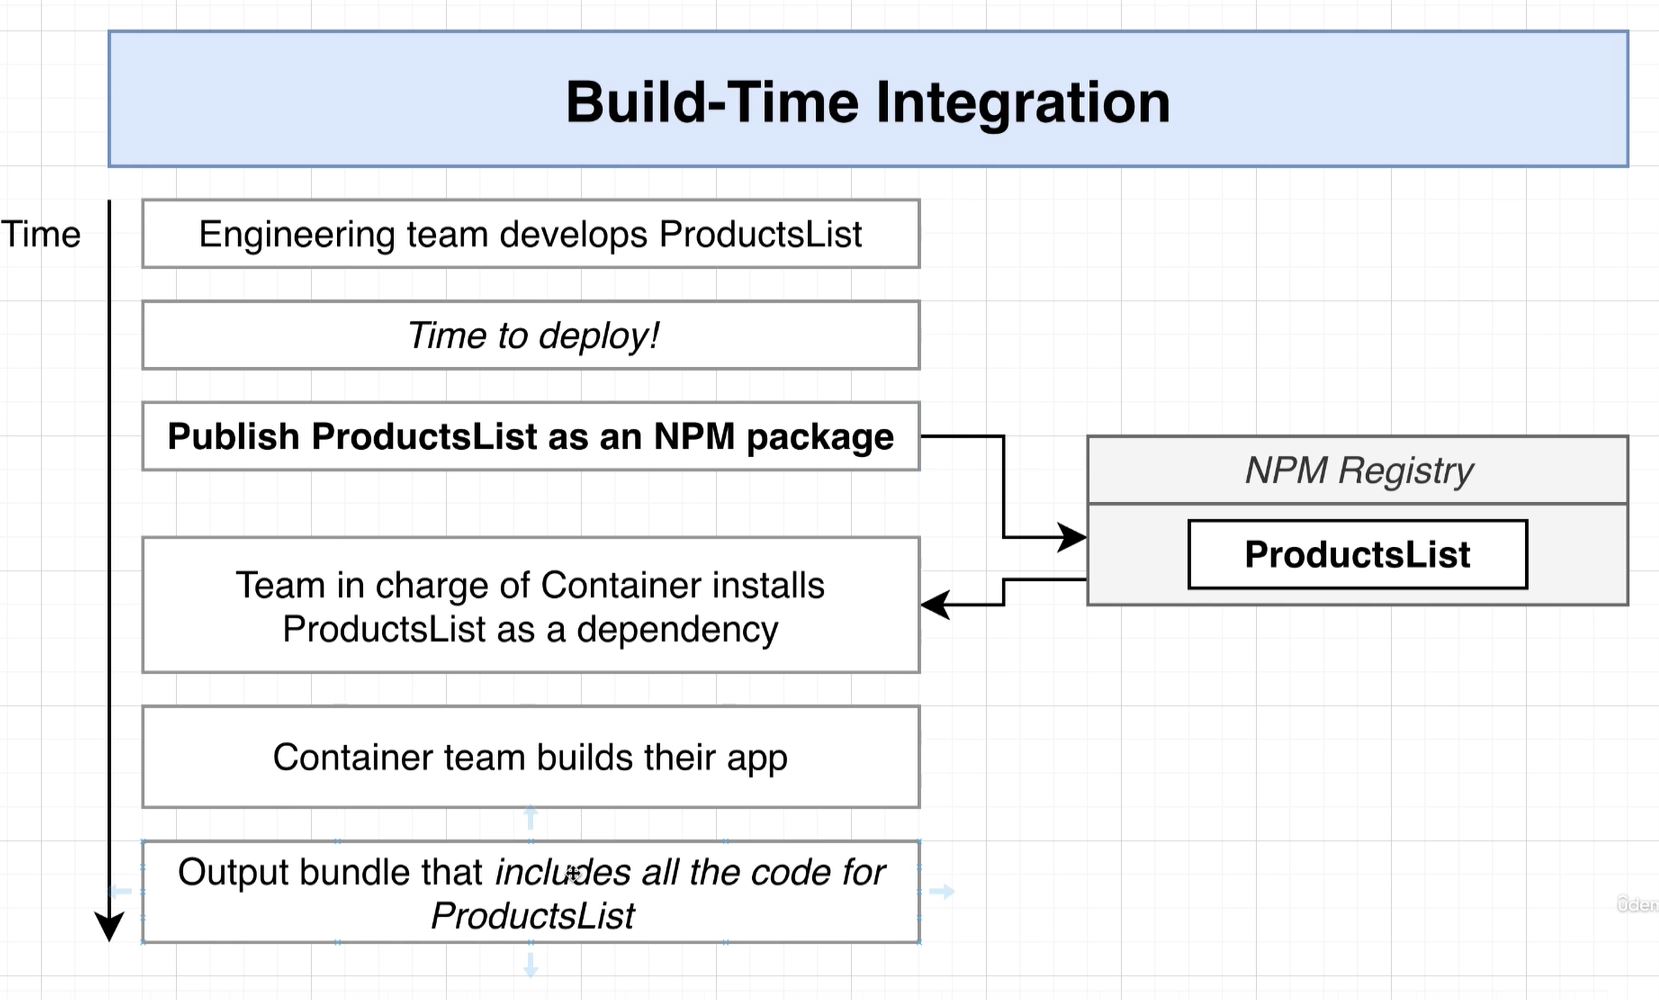 Build-Time Integration
Time
Engineering team develops ProductsList
Time to deploy!
Publish ProductsList as an NPM package
NPM Registry
ProductsList
Team in charge of Container installs
ProductsList as a dependency
Container team builds their app
Output bundle that includes all the code for
ProductsList